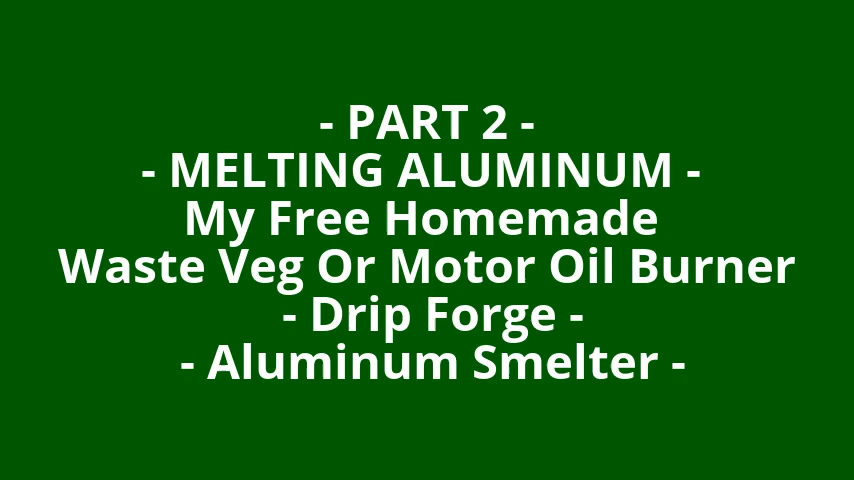 - PART 2 -
- MELTING ALUMINUM -
My Free Homemade
Waste Veg Or Motor Oil Burner
- Drip Forge -
- Aluminum Smelter -